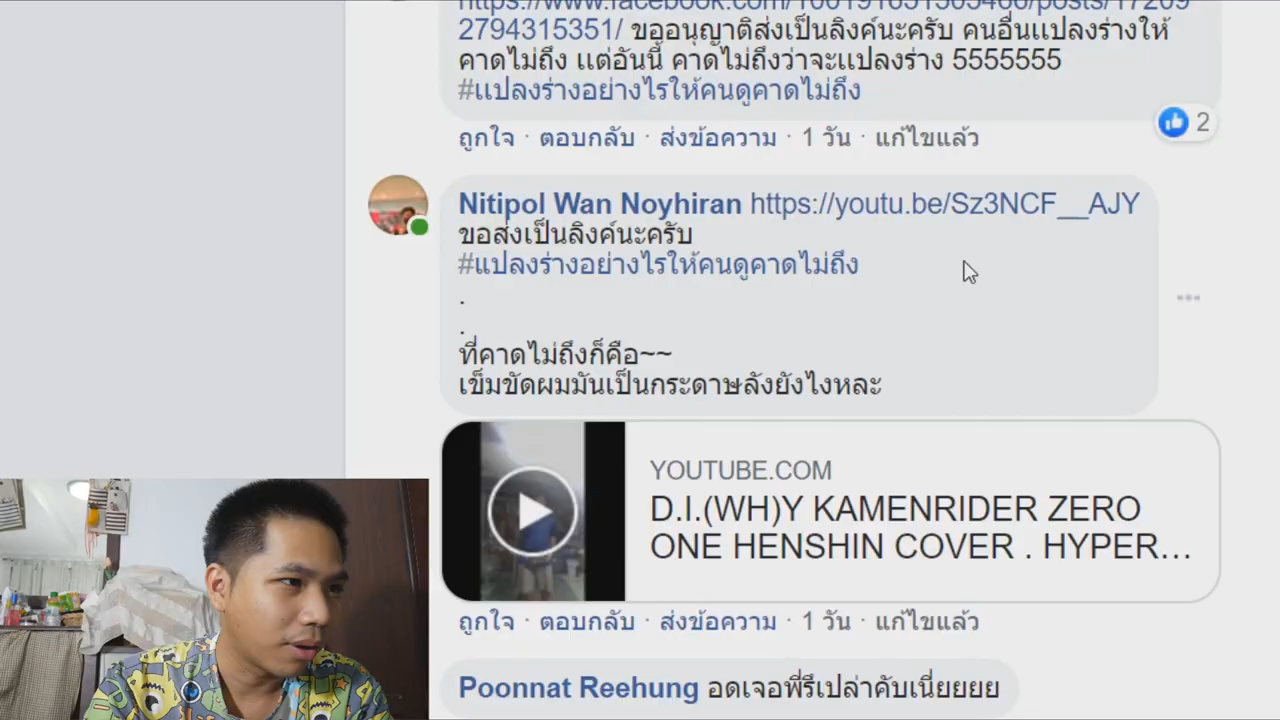 https://www.facebook.com/100191651505466/posts/17209
2794315351/ ขออนุญาติส่งเป็นลิงค์นะครับ คนอื่นแปลงร่างให้
คาดไม่ถึง แต่อันนี้ คาดไม่ถึงว่าจะแปลงร่าง 5555555
#แปลงร่างอย่างไรให้คนดูคาดไม่ถึง
ถูกใจ · ตอบกลับ · ส่งข้อความ · 1 วัน · แก้ไขแล้ว
2
Nitipol Wan Noyhiran https://youtu.be/Sz3NCF__AJY
ขอส่งเป็นลิงค์นะครับ
#แปลงร่างอย่างไรให้คนดูคาดไม่ถึง
.
.
ที่คาดไม่ถึงก็คือ~~
เข็มขัดผมมันเป็นกระดาษลังยังไงหละ
YOUTUBE.COM
D.I.(WH)Y KAMENRIDER ZERO
ONE HENSHIN COVER . HYPER...
ถูกใจ · ตอบกลับ · ส่งข้อความ · 1 วัน · แก้ไขแล้ว
Poonnat Reehung อดเจอพี่รึเปล่าคับเนี่ยยยย